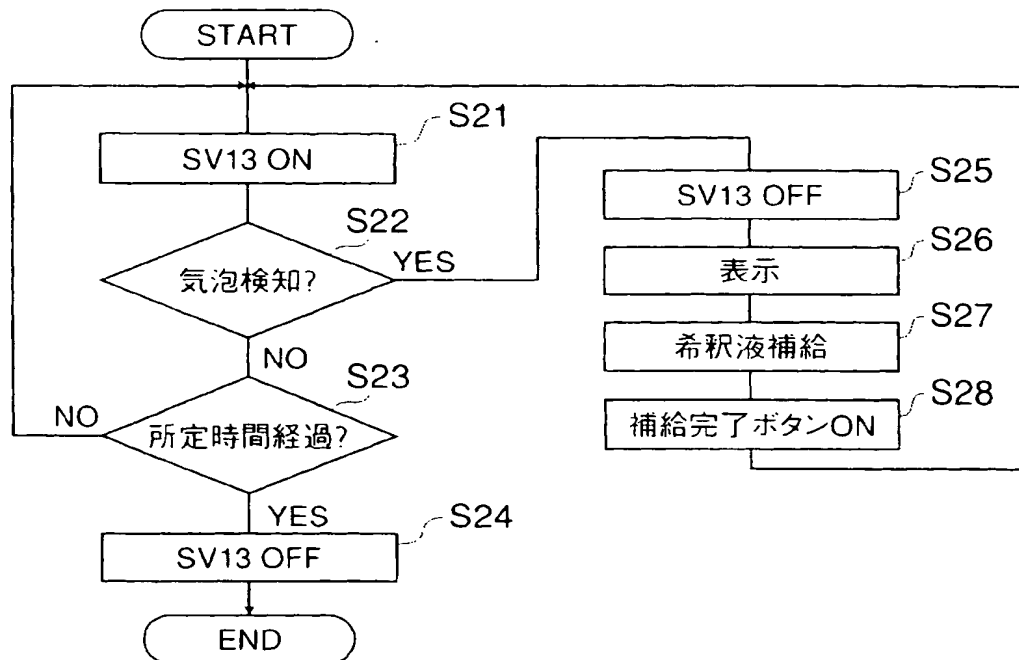 START
S21
SV13 ON
S22
気泡検知?
YES
NO
S23
所定時間経過?
NO
YES
S24
SV13 OFF
END
S25
SV13 OFF
S26
表示
S27
希釈液補給
S28
補給完了ボタンON